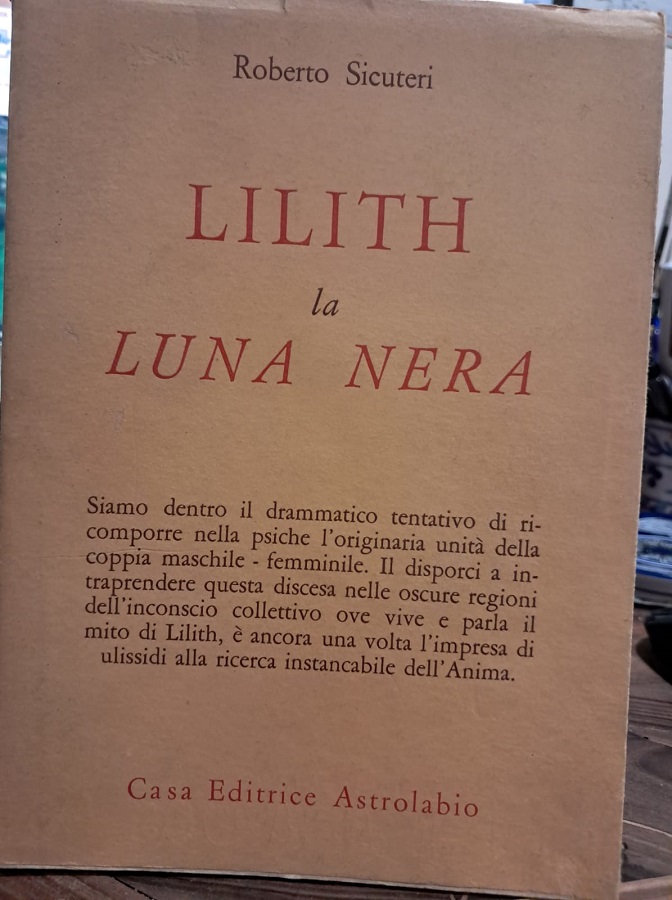 Roberto Sicuteri
LILITH
la
LUNA NERA
Siamo dentro il drammatico tentativo di ri-
comporre nella psiche l'originaria unità della
coppia maschile - femminile. Il disporci a in-
traprendere questa discesa nelle oscure regioni
dell'inconscio collettivo ove vive e parla il
mito di Lilith, è ancora una volta l'impresa di
ulissidi alla ricerca instancabile dell'Anima.
Casa Editrice Astrolabio